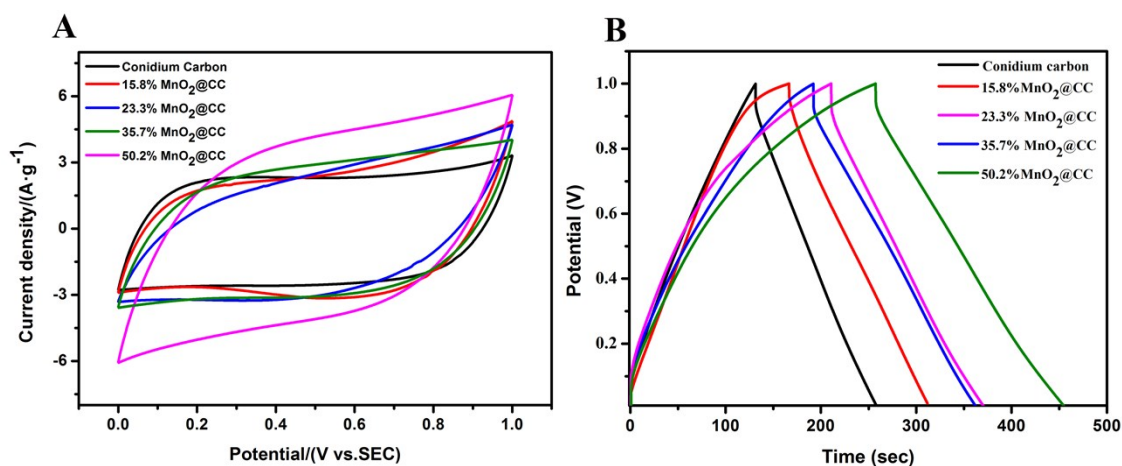 A
Conidium Carbon
15.8% MnO2@CC
23.3% MnO2@CC
35.7% MnO2@CC
50.2% MnO2@CC
Current density/(A·g-1)
6
3
0
-3
-6
0.0 0.2 0.4 0.6 0.8 1.0
Potential/(V vs.SEC)
B
Conidium carbon
15.8%MnO2@CC
23.3%MnO2@CC
35.7%MnO2@CC
50.2%MnO2@CC
Potential (V)
1.0
0.8
0.6
0.4
0.2
0 100 200 300 400 500
Time (sec)